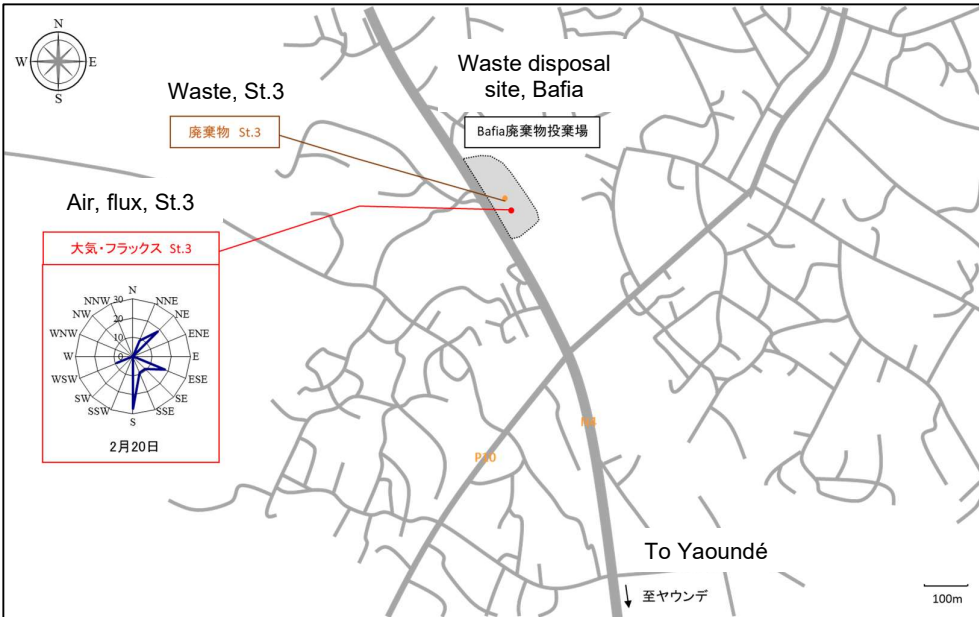 N
W
E
S
Waste, St.3
廃棄物 St.3
Waste disposal
site, Bafia
Bafia廃棄物投棄場
Air, flux, St.3
大気・フラックス St.3
N
NNW
30
NNE
NW
20
NE
WNW
10
ENE
W
0
E
WSW
ESE
SW
SE
SSW
SSE
S
2月20日
N4
P10
To Yaoundé
至ヤウンデ
100m